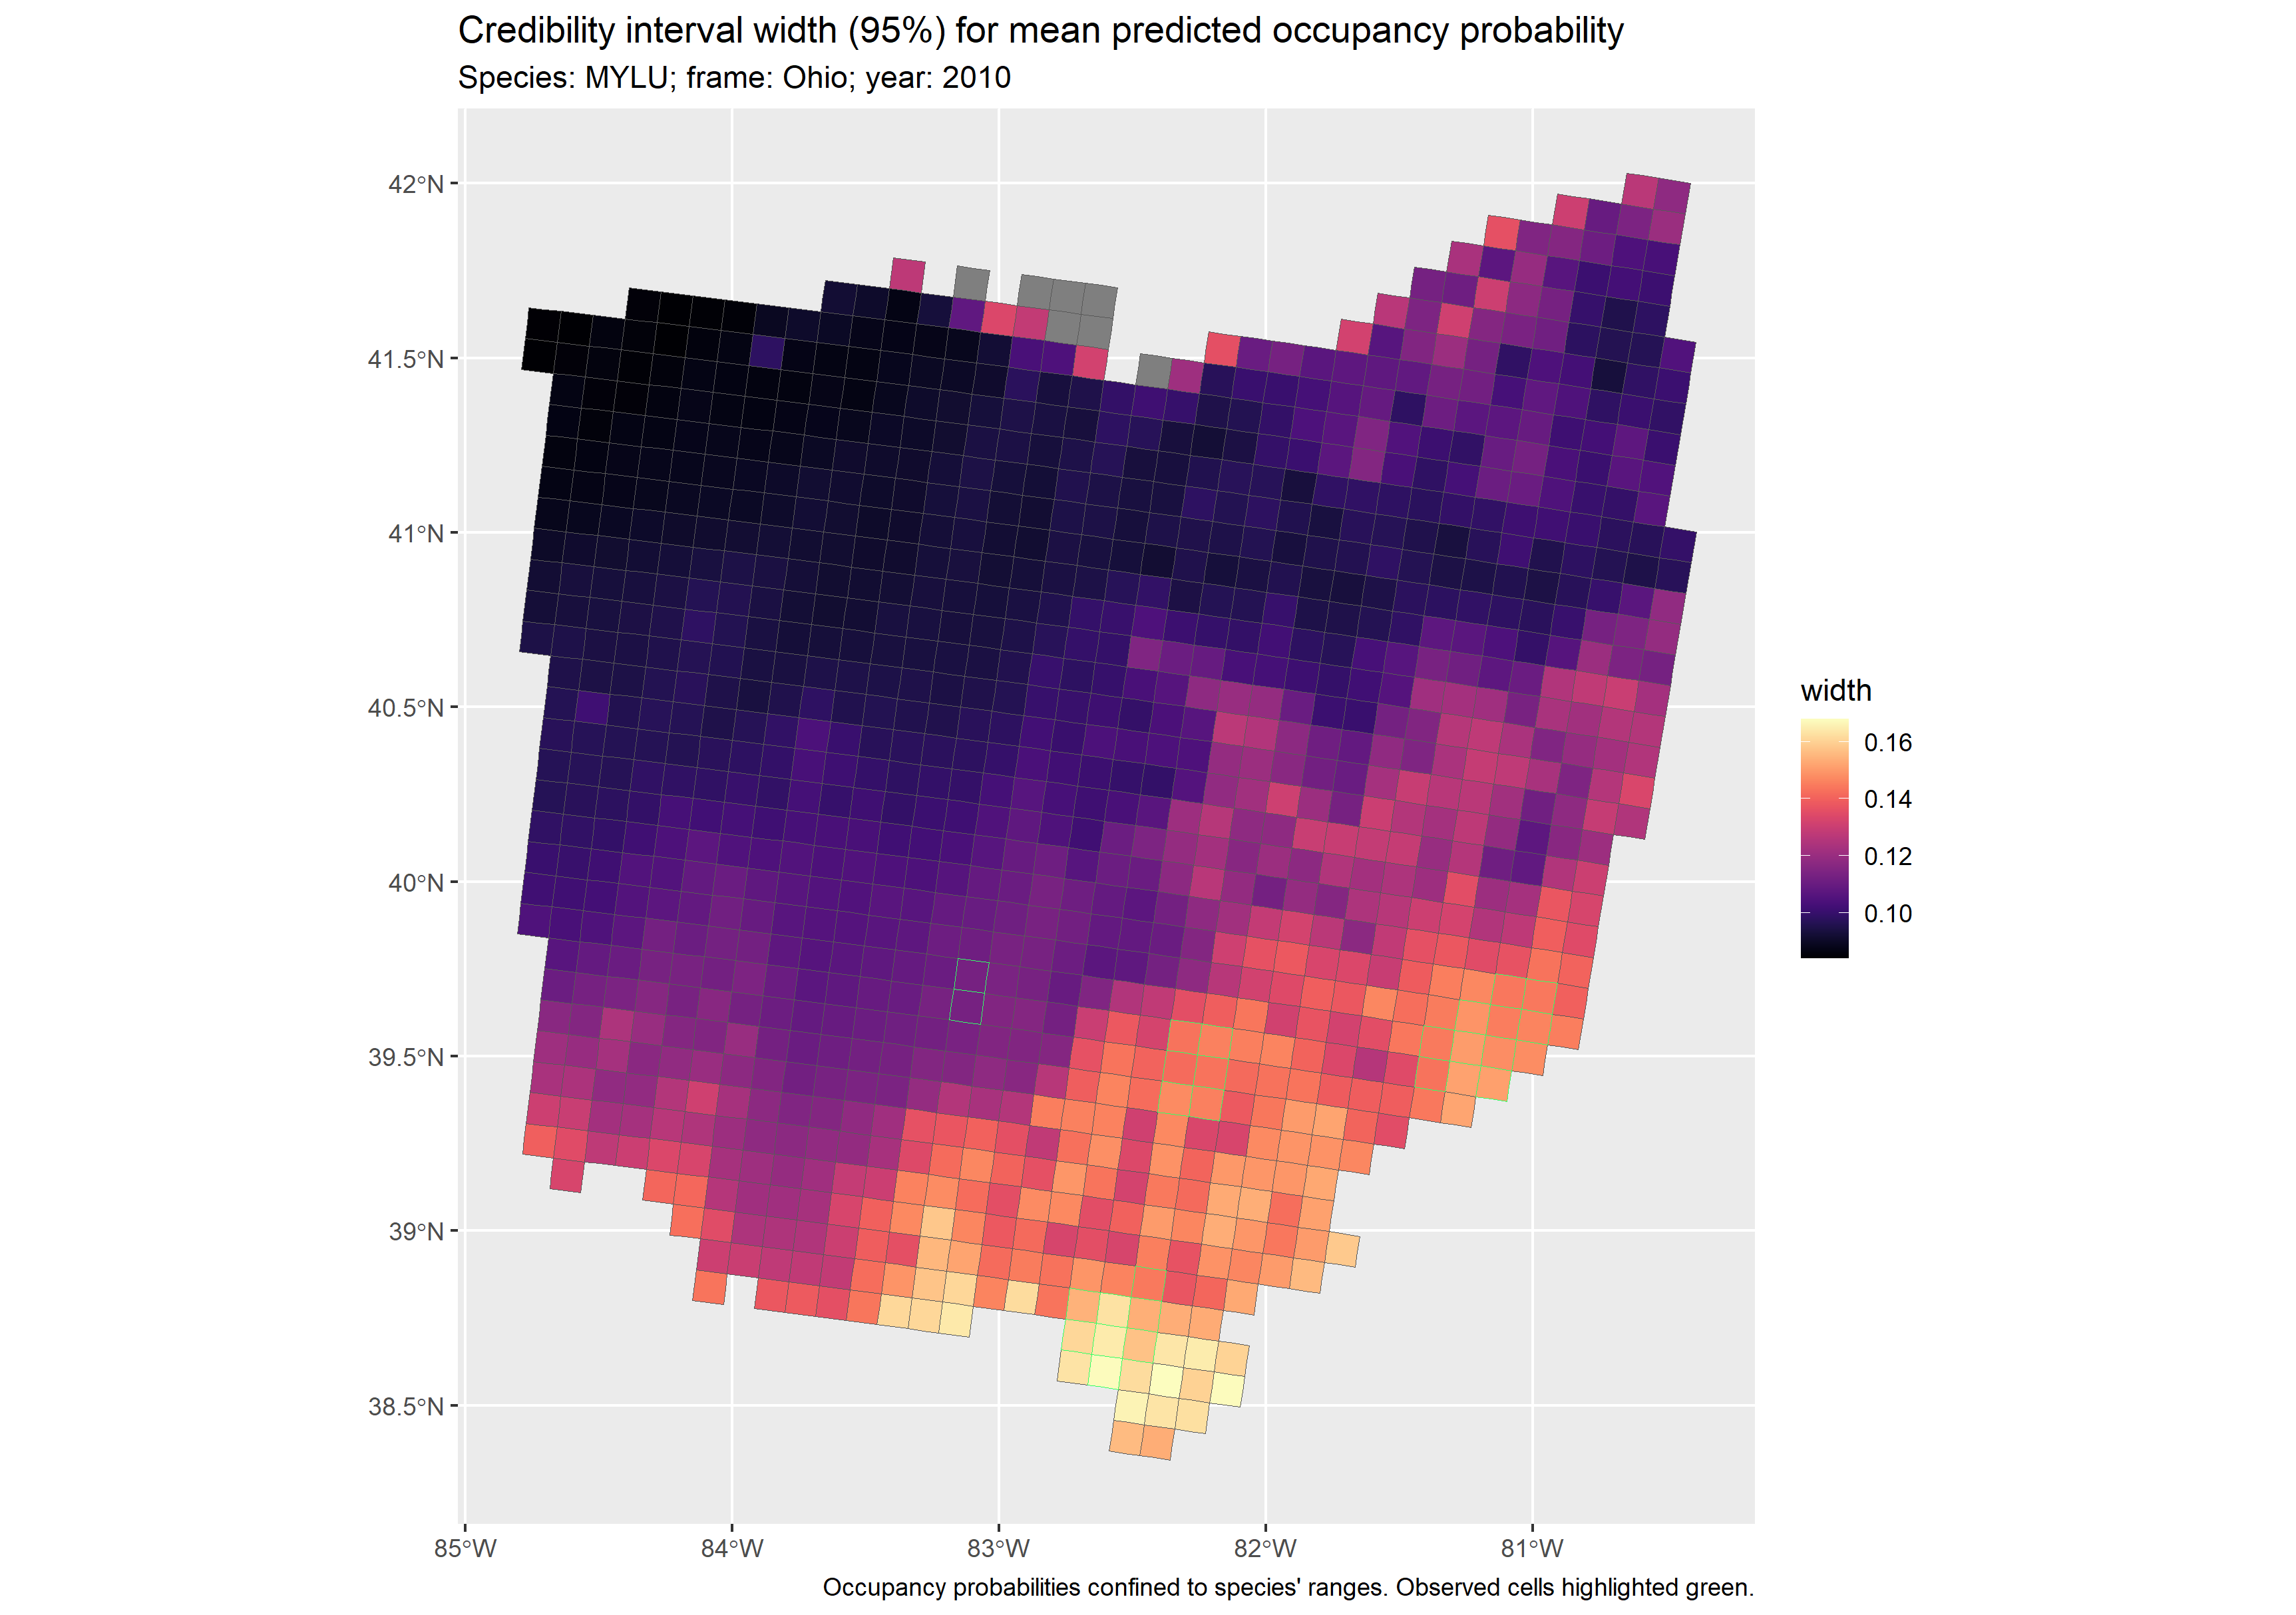 Credibility interval width (95%) for mean predicted occupancy probability
Species: MYLU; frame: Ohio; year: 2010
42°N
41.5°N
41°N
40.5°N
40°N
39.5°N
39°N
38.5°N
85°W
84°W
83°W
82°W
81°W
width
0.16
0.14
0.12
0.10
Occupancy probabilities confined to species' ranges. Observed cells highlighted green.